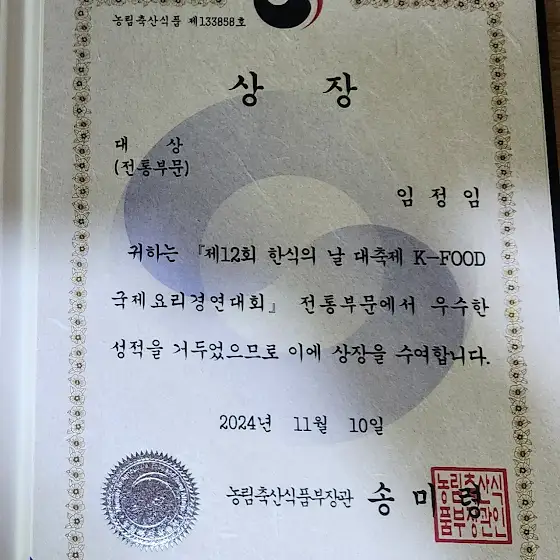 농림축산식품 제133858호
상 장
대 상
(전통부문)
임 정 임
귀하는 『제12회 한식의 날 대축제 K-FOOD
국제요리경연대회』 전통부문에서 우수한
성적을 거두었으므로 이에 상장을 수여합니다.
2024년 11월 10일
농림축산식품부장관 송 미 령
농림축산식
품부장관인